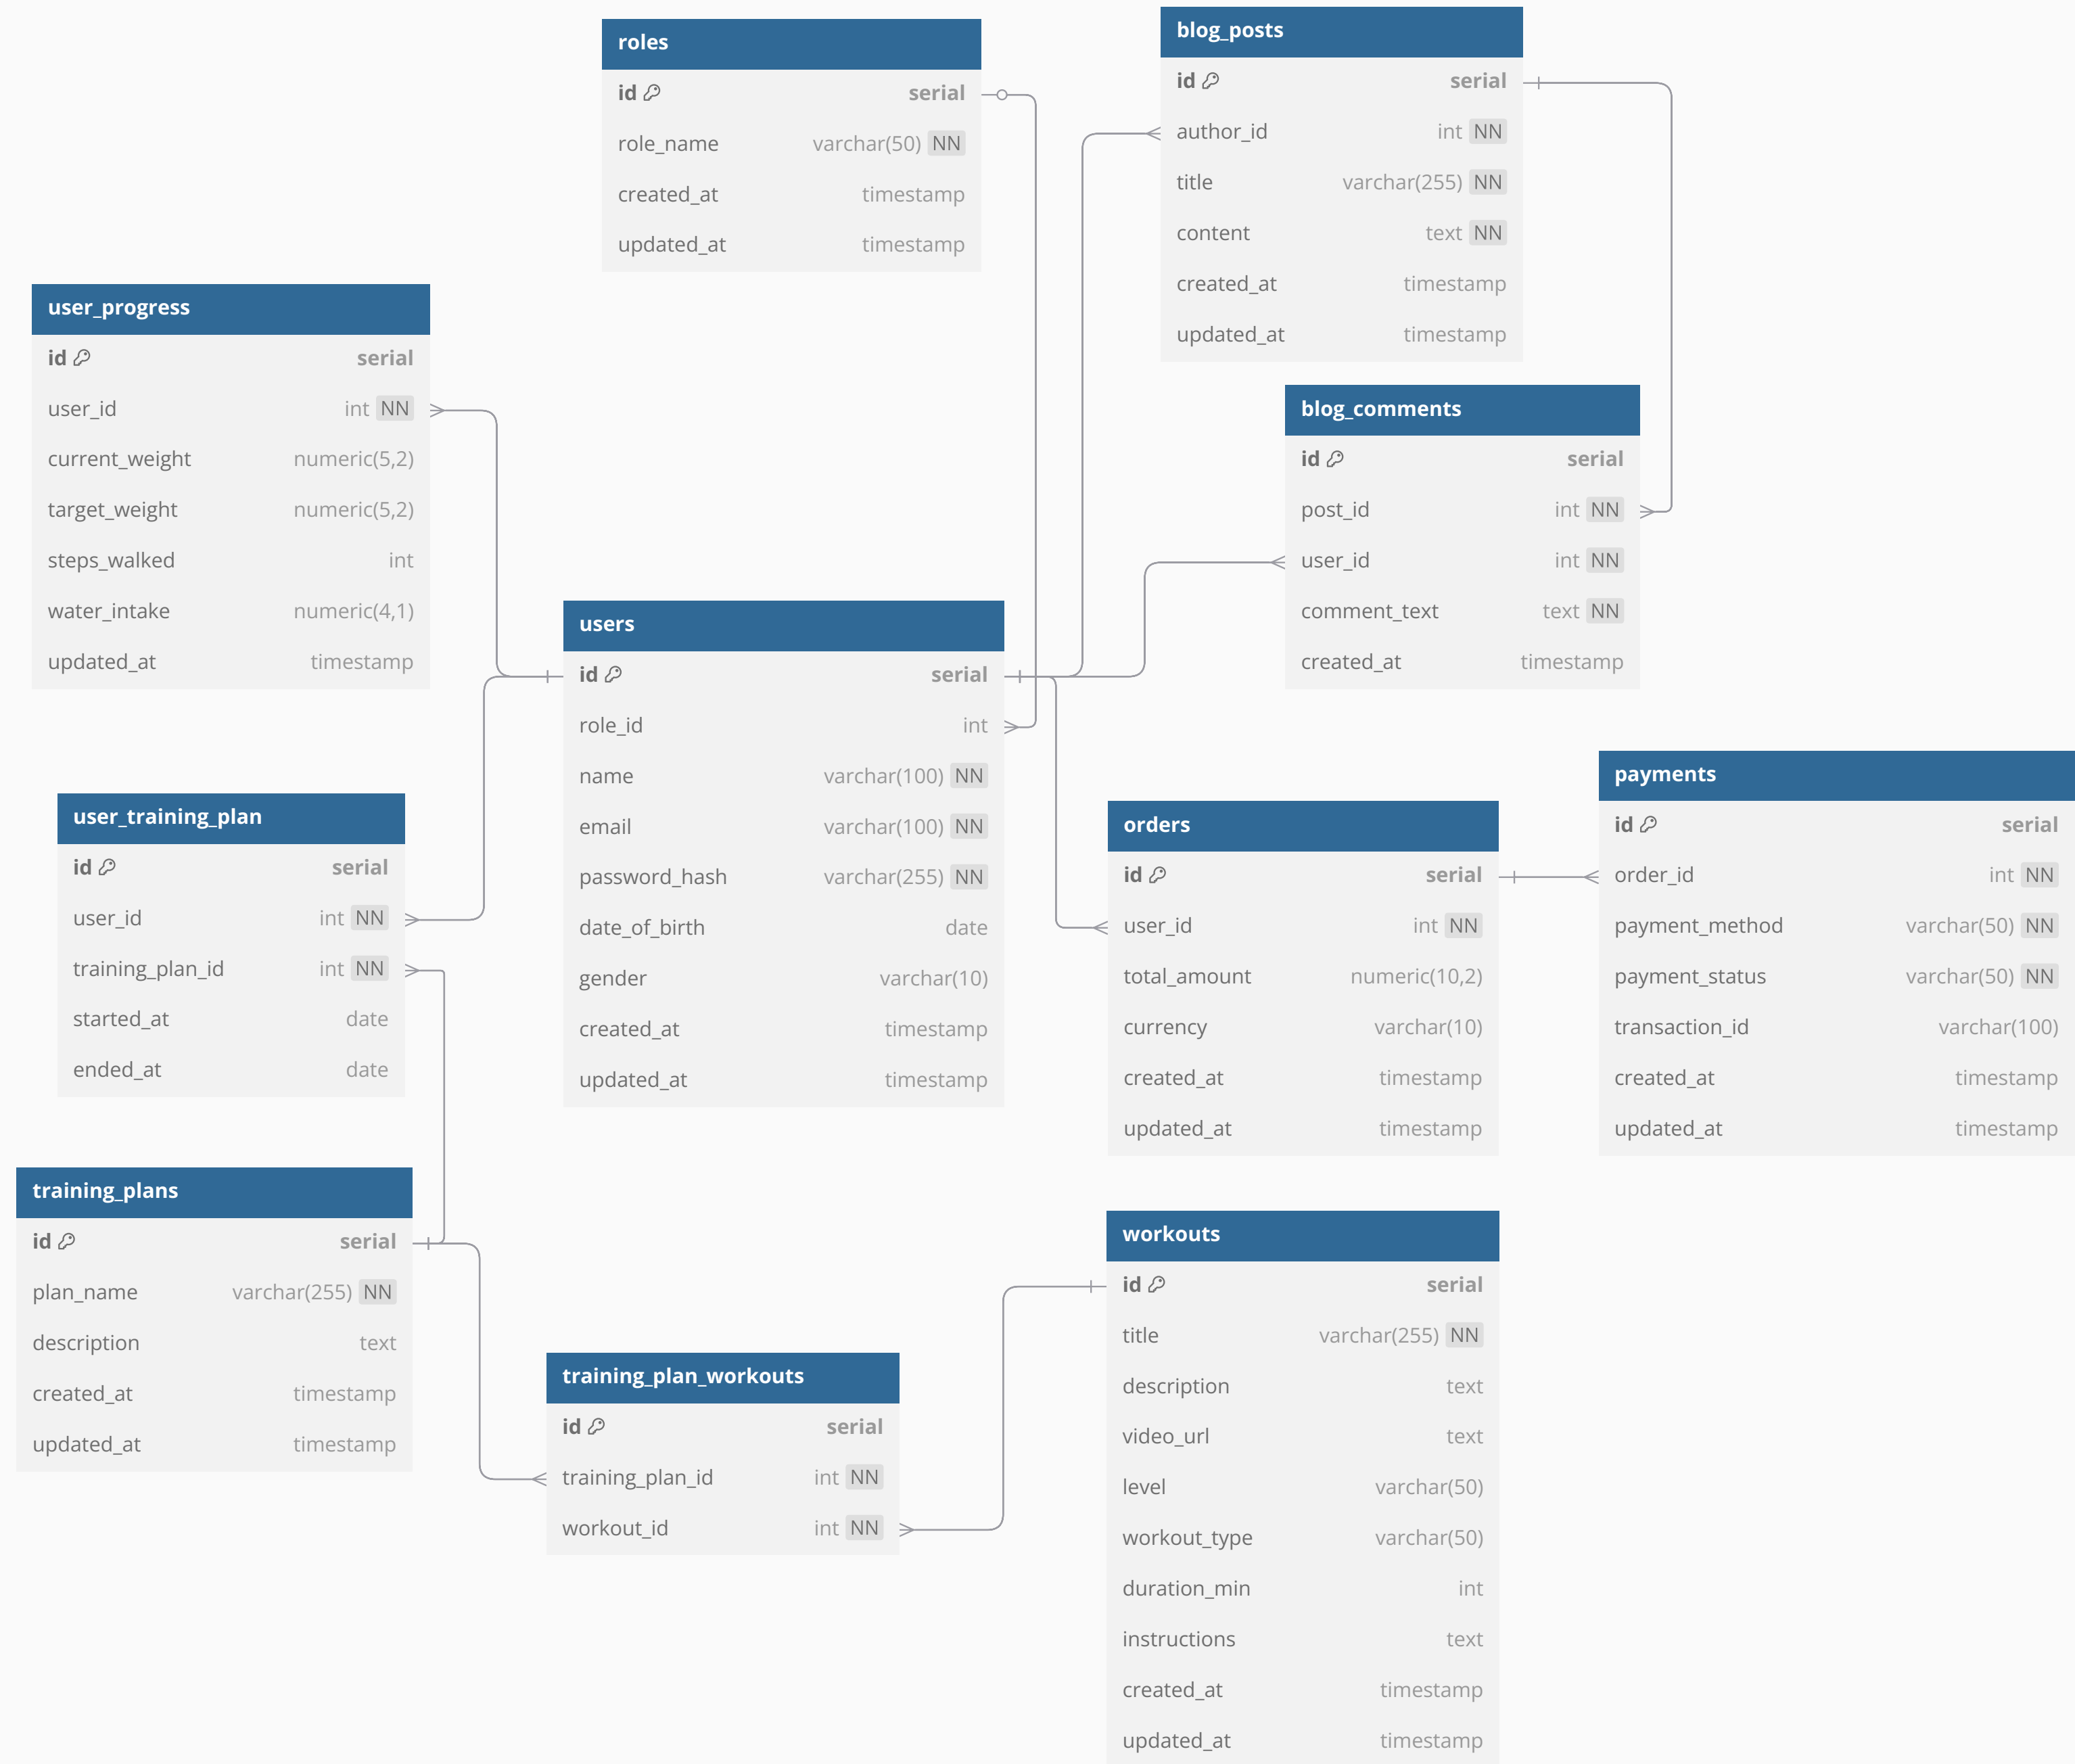 roles
id serial
role_name varchar(50) NN
created_at timestamp
updated_at timestamp
blog_posts
id serial
author_id int NN
title varchar(255) NN
content text NN
created_at timestamp
updated_at timestamp
user_progress
id serial
user_id int NN
current_weight numeric(5,2)
target_weight numeric(5,2)
steps_walked int
water_intake numeric(4,1)
updated_at timestamp
blog_comments
id serial
post_id int NN
user_id int NN
comment_text text NN
created_at timestamp
users
id serial
role_id int
name varchar(100) NN
email varchar(100) NN
password_hash varchar(255) NN
date_of_birth date
gender varchar(10)
created_at timestamp
updated_at timestamp
payments
id serial
order_id int NN
payment_method varchar(50) NN
payment_status varchar(50) NN
transaction_id varchar(100)
created_at timestamp
updated_at timestamp
user_training_plan
id serial
user_id int NN
training_plan_id int NN
started_at date
ended_at date
orders
id serial
user_id int NN
total_amount numeric(10,2)
currency varchar(10)
created_at timestamp
updated_at timestamp
training_plans
id serial
plan_name varchar(255) NN
description text
created_at timestamp
updated_at timestamp
workouts
id serial
title varchar(255) NN
description text
video_url text
level varchar(50)
workout_type varchar(50)
duration_min int
instructions text
created_at timestamp
updated_at timestamp
training_plan_workouts
id serial
training_plan_id int NN
workout_id int NN